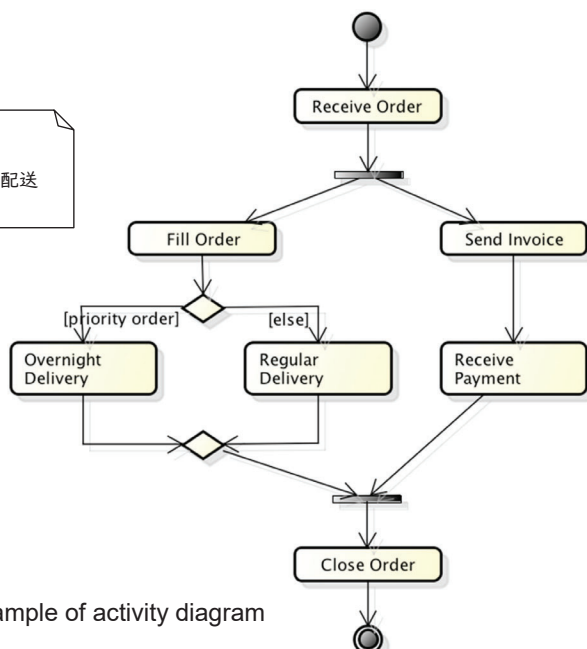 Receive Order
配送
Fill Order
Send Invoice
[priority order]
[else]
Overnight
Delivery
Regular
Delivery
Receive
Payment
Close Order
ample of activity diagram